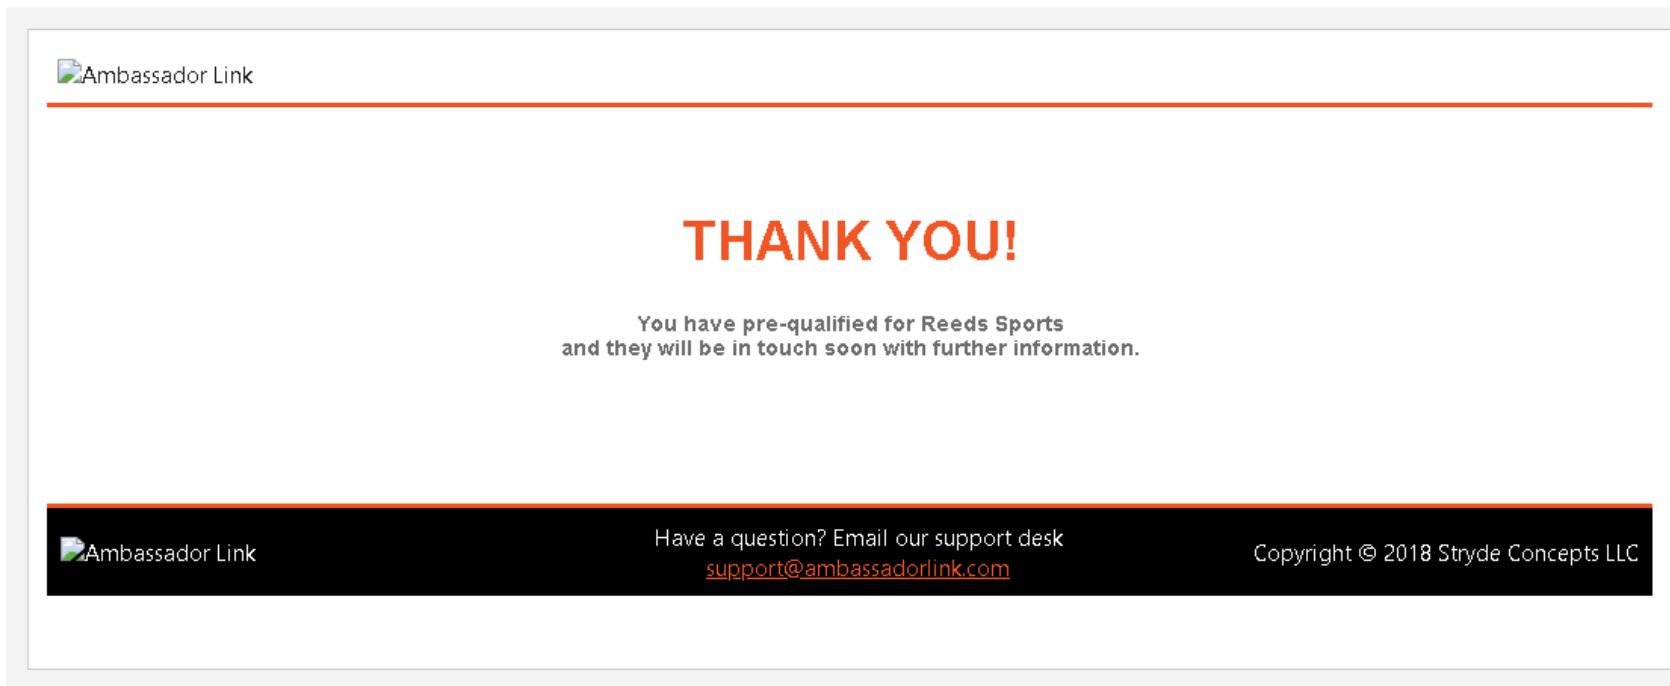 Ambassador Link
THANK YOU!
You have pre-qualified for Reeds Sports
and they will be in touch soon with further information.
Ambassador Link
Have a question? Email our support desk
support@ambassadorlink.com
Copyright © 2018 Stryde Concepts LLC